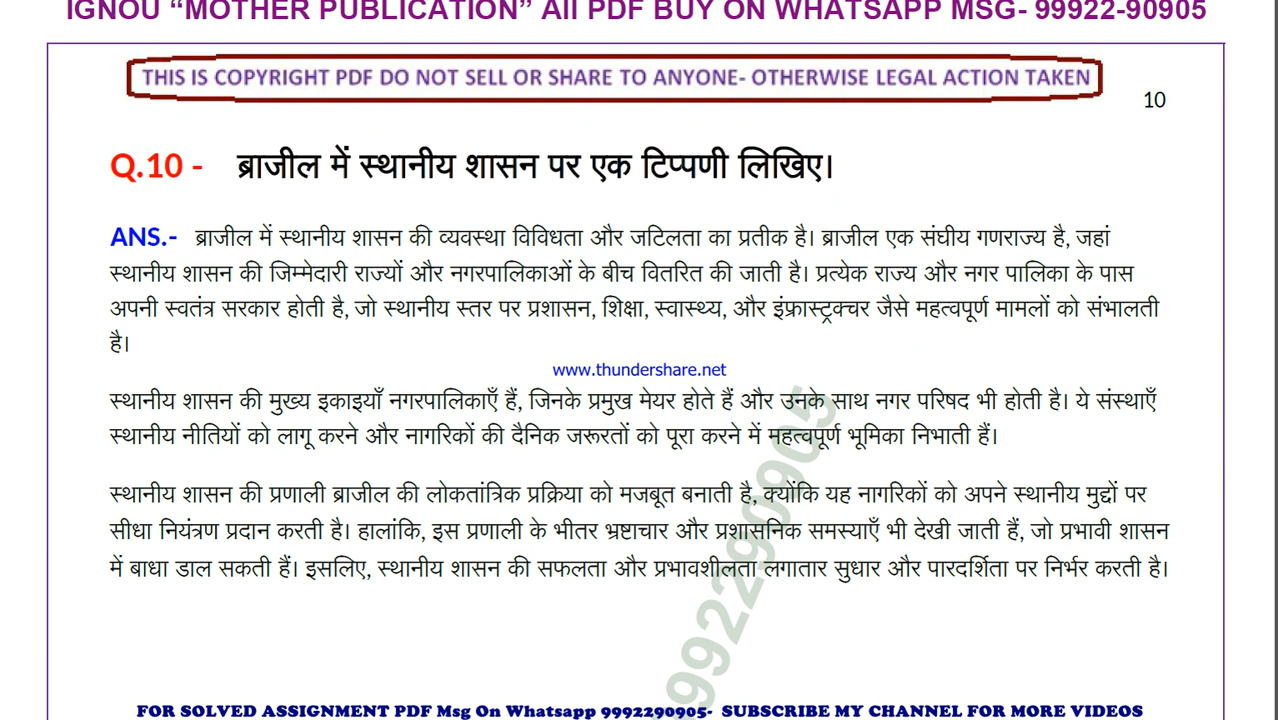 IGNOU “MOTHER PUBLICATION” All PDF BUY ON WHATSAPP MSG- 99922-90905
THIS IS COPYRIGHT PDF DO NOT SELL OR SHARE TO ANYONE- OTHERWISE LEGAL ACTION TAKEN
10
Q.10 - ब्राजील में स्थानीय शासन पर एक टिप्पणी लिखिए।
ANS.- ब्राजील में स्थानीय शासन की व्यवस्था विविधता और जटिलता का प्रतीक है। ब्राजील एक संघीय गणराज्य है, जहां
स्थानीय शासन की जिम्मेदारी राज्यों और नगरपालिकाओं के बीच वितरित की जाती है। प्रत्येक राज्य और नगर पालिका के पास
अपनी स्वतंत्र सरकार होती है, जो स्थानीय स्तर पर प्रशासन, शिक्षा, स्वास्थ्य, और इंफ्रास्ट्रक्चर जैसे महत्वपूर्ण मामलों को संभालती
है।
www.thundershare.net
स्थानीय शासन की मुख्य इकाइयाँ नगरपालिकाएँ हैं, जिनके प्रमुख मेयर होते हैं और उनके साथ नगर परिषद भी होती है। ये संस्थाएँ
स्थानीय नीतियों को लागू करने और नागरिकों की दैनिक जरूरतों को पूरा करने में महत्वपूर्ण भूमिका निभाती हैं।
स्थानीय शासन की प्रणाली ब्राजील की लोकतांत्रिक प्रक्रिया को मजबूत बनाती है, क्योंकि यह नागरिकों को अपने स्थानीय मुद्दों पर
सीधा नियंत्रण प्रदान करती है। हालांकि, इस प्रणाली के भीतर भ्रष्टाचार और प्रशासनिक समस्याएँ भी देखी जाती हैं, जो प्रभावी शासन
में बाधा डाल सकती हैं। इसलिए, स्थानीय शासन की सफलता और प्रभावशीलता लगातार सुधार और पारदर्शिता पर निर्भर करती है।
9992290905
FOR SOLVED ASSIGNMENT PDF Msg On Whatsapp 9992290905- SUBSCRIBE MY CHANNEL FOR MORE VIDEOS